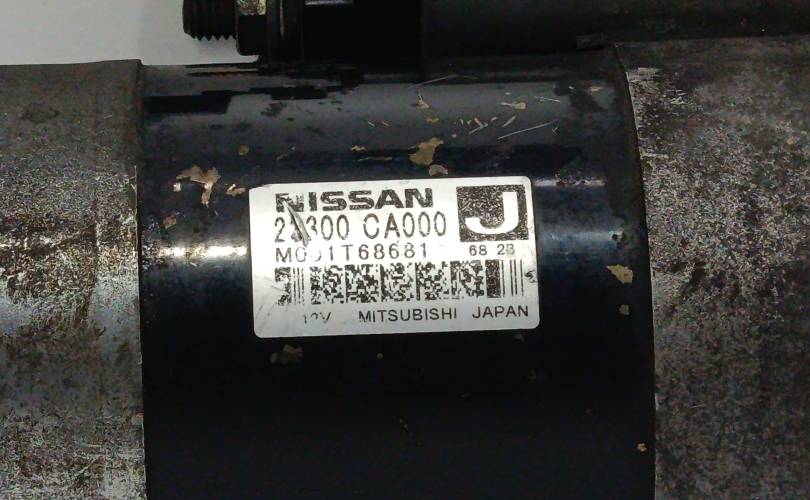 NISSAN
23300 CA000
J
M001T68681
68 28
12V MITSUBISHI JAPAN